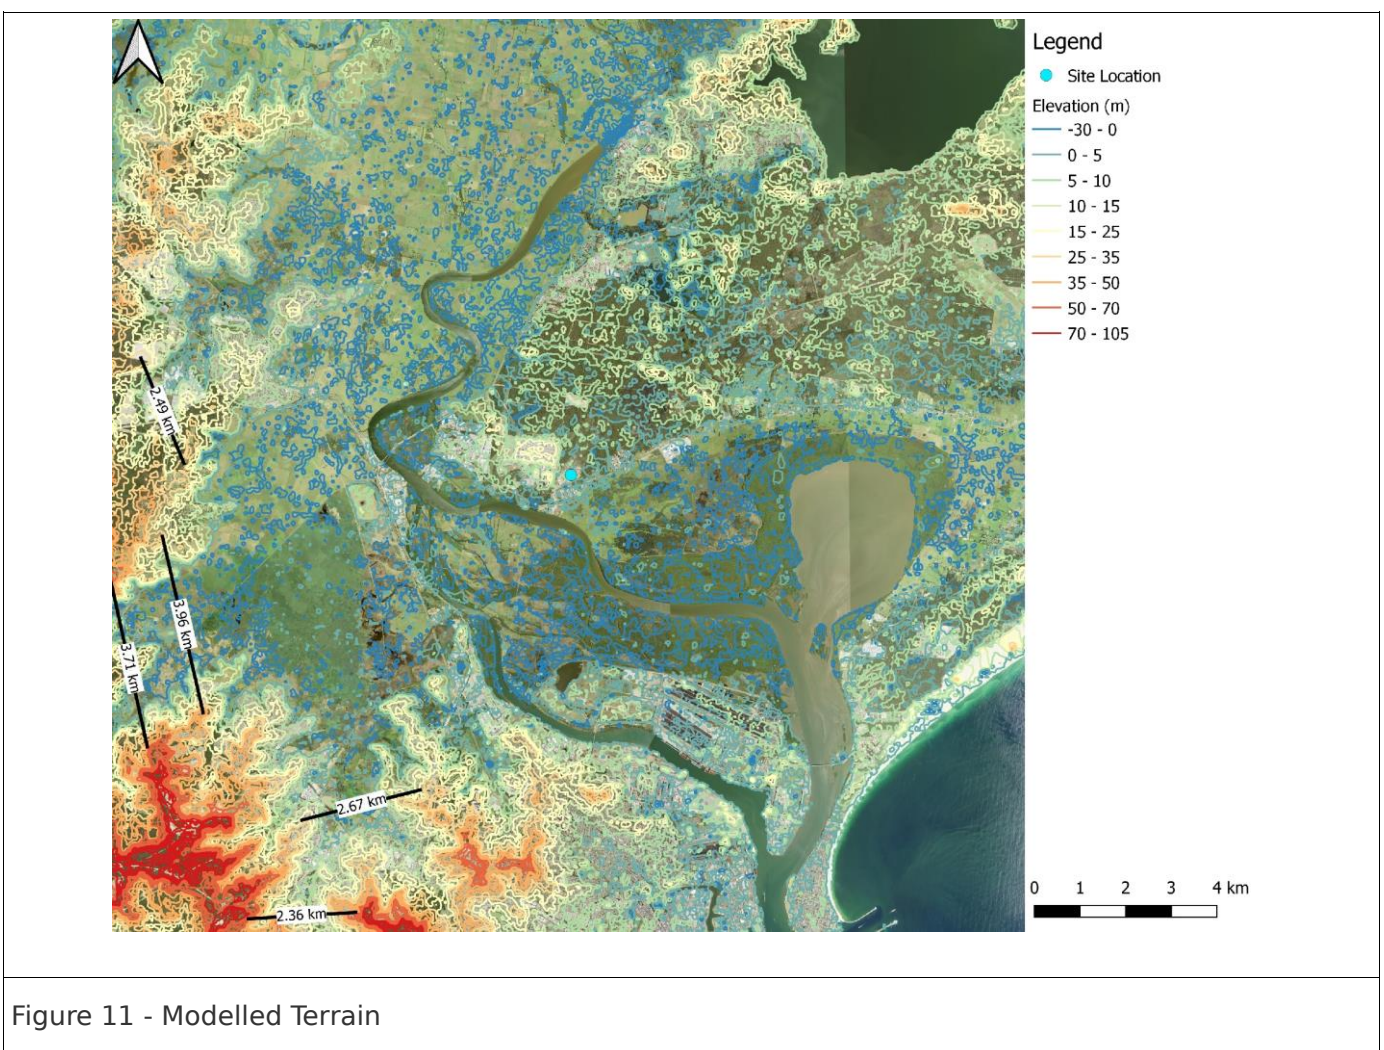 Legend
Site Location
Elevation (m)
-30 - 0
0 - 5
5 - 10
10 - 15
15 - 25
25 - 35
35 - 50
50 - 70
70 - 105
2.49 km
3.96 km
3.71 km
2.67 km
2.36 km
0 1 2 3 4 km
Figure 11 - Modelled Terrain